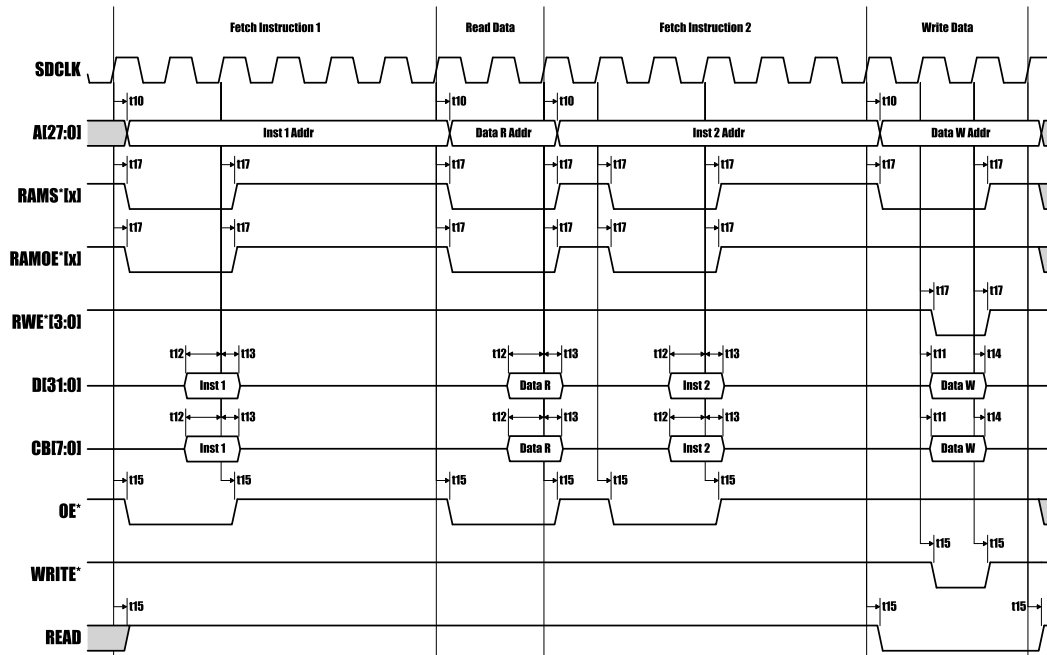 Fetch Instruction 1 Read Data Fetch Instruction 2 Write Data
SDCLK
t10 t10 t10 t10
A[27:0] Inst 1 Addr Data R Addr Inst 2 Addr Data W Addr
t17 t17 t17 t17 t17 t17 t17 t17
RAMS*[x]
t17 t17 t17 t17 t17 t17
RAMOE*[x]
t17 t17
RWE*[3:0]
t12 t13 t12 t13 t12 t13 t11 t14
D[31:0] Inst 1 Data R Inst 2 Data W
t12 t13 t12 t13 t12 t13 t11 t14
CB[7:0] Inst 1 Data R Inst 2 Data W
t15 t15 t15 t15 t15 t15
OE*
t15 t15
WRITE*
t15 t15 t15
READ